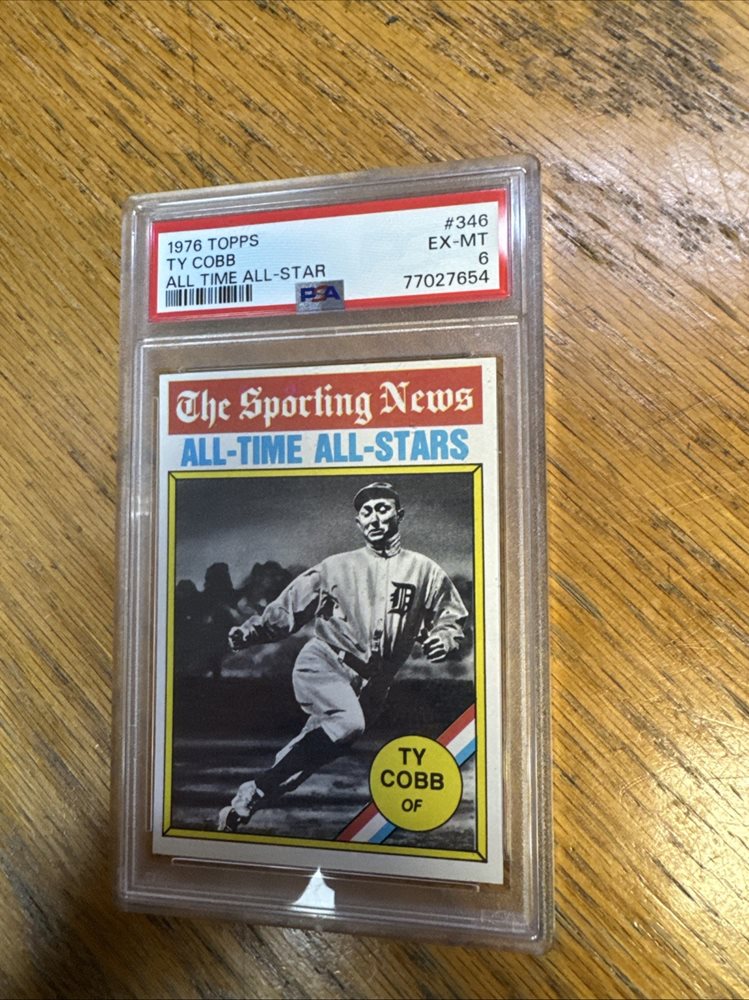 1976 TOPPS #346
TY COBB EX-MT
ALL TIME ALL-STAR 6
PSA 77027654
The Sporting News
ALL-TIME ALL-STARS
D
TY
COBB
OF